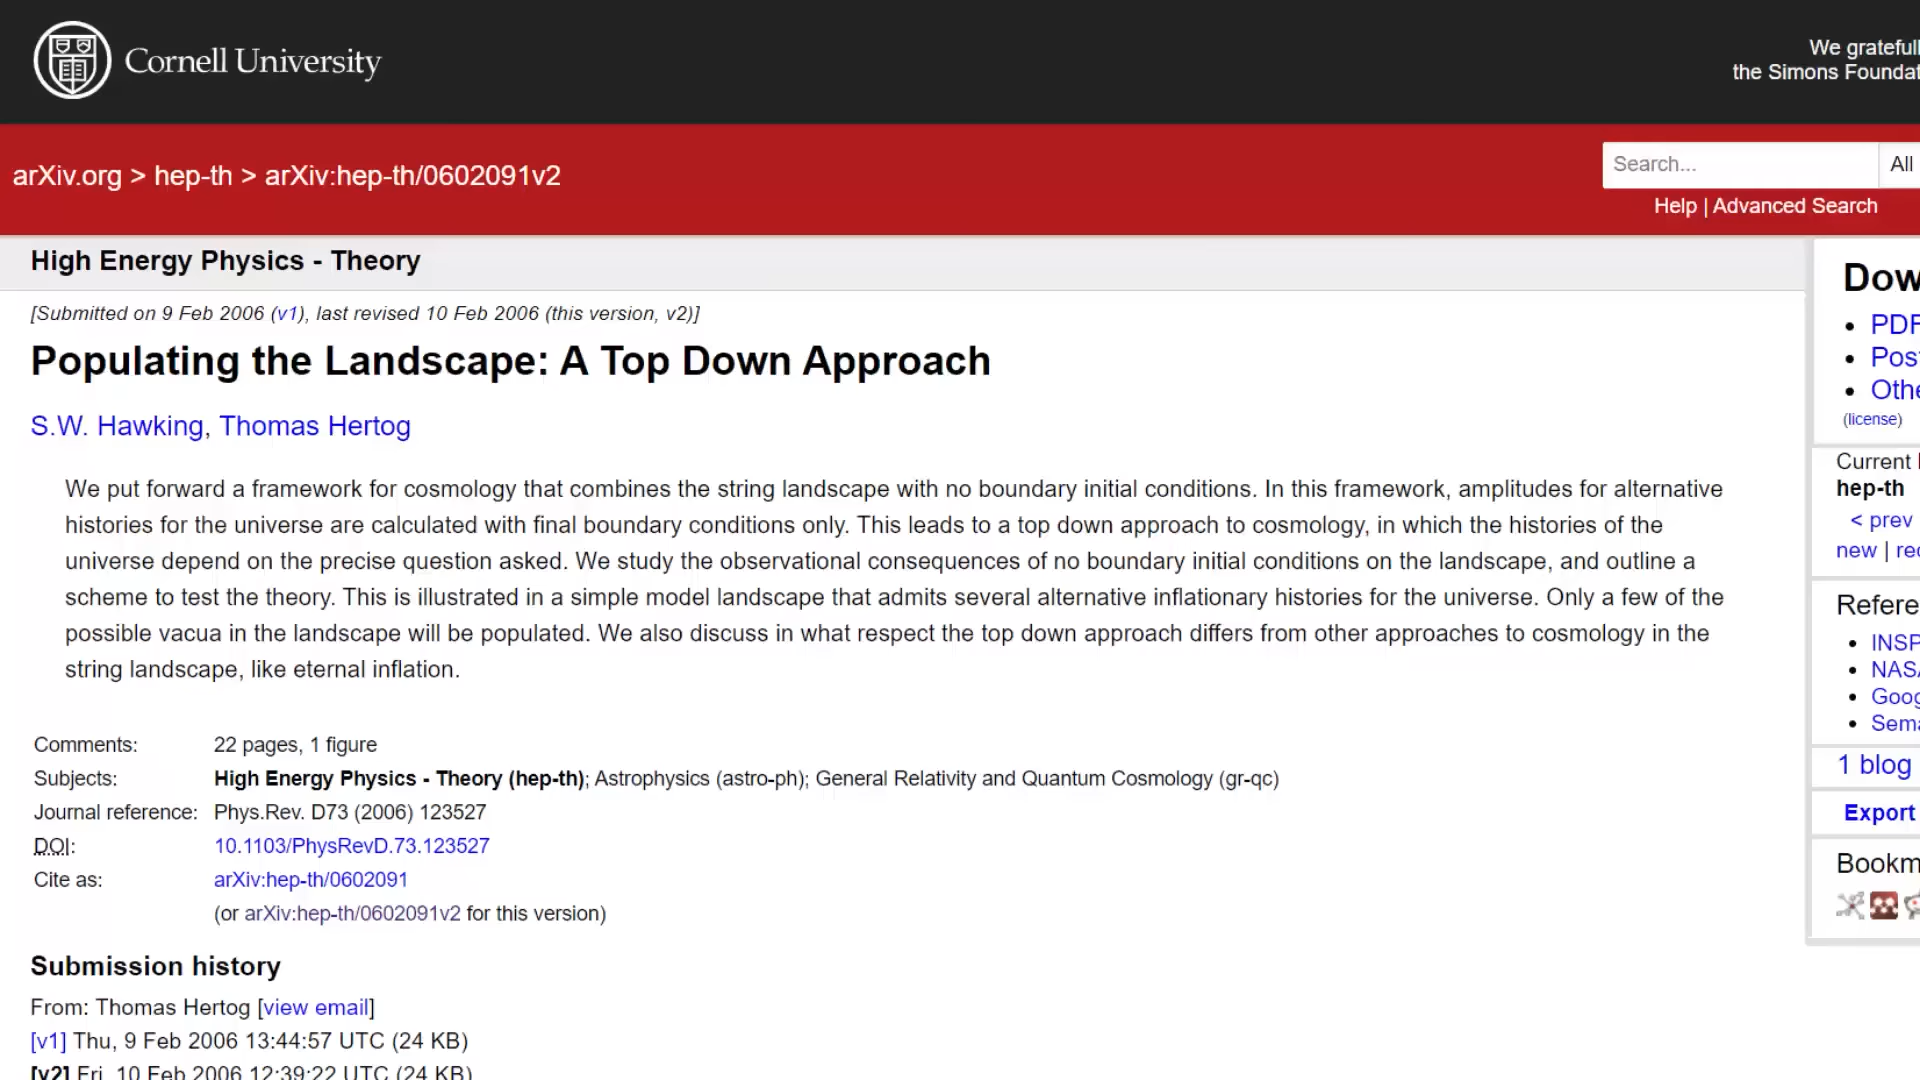 Cornell University
We gratefull
the Simons Foundat
arXiv.org > hep-th > arXiv:hep-th/0602091v2
Search...
All
Help | Advanced Search
High Energy Physics - Theory
[Submitted on 9 Feb 2006 (v1), last revised 10 Feb 2006 (this version, v2)]
Populating the Landscape: A Top Down Approach
S.W. Hawking, Thomas Hertog
We put forward a framework for cosmology that combines the string landscape with no boundary initial conditions. In this framework, amplitudes for alternative
histories for the universe are calculated with final boundary conditions only. This leads to a top down approach to cosmology, in which the histories of the
universe depend on the precise question asked. We study the observational consequences of no boundary initial conditions on the landscape, and outline a
scheme to test the theory. This is illustrated in a simple model landscape that admits several alternative inflationary histories for the universe. Only a few of the
possible vacua in the landscape will be populated. We also discuss in what respect the top down approach differs from other approaches to cosmology in the
string landscape, like eternal inflation.
Comments: 22 pages, 1 figure
Subjects: High Energy Physics - Theory (hep-th); Astrophysics (astro-ph); General Relativity and Quantum Cosmology (gr-qc)
Journal reference: Phys.Rev. D73 (2006) 123527
DOI: 10.1103/PhysRevD.73.123527
Cite as: arXiv:hep-th/0602091
(or arXiv:hep-th/0602091v2 for this version)
Submission history
From: Thomas Hertog [view email]
[v1] Thu, 9 Feb 2006 13:44:57 UTC (24 KB)
[v2] Fri, 10 Feb 2006 12:39:22 UTC (24 KB)
Dow
PDF
Pos
Othe
(license)
Current
hep-th
< prev
new | rec
Refere
INSP
NASA
Goog
Sema
1 blog
Export
Bookm